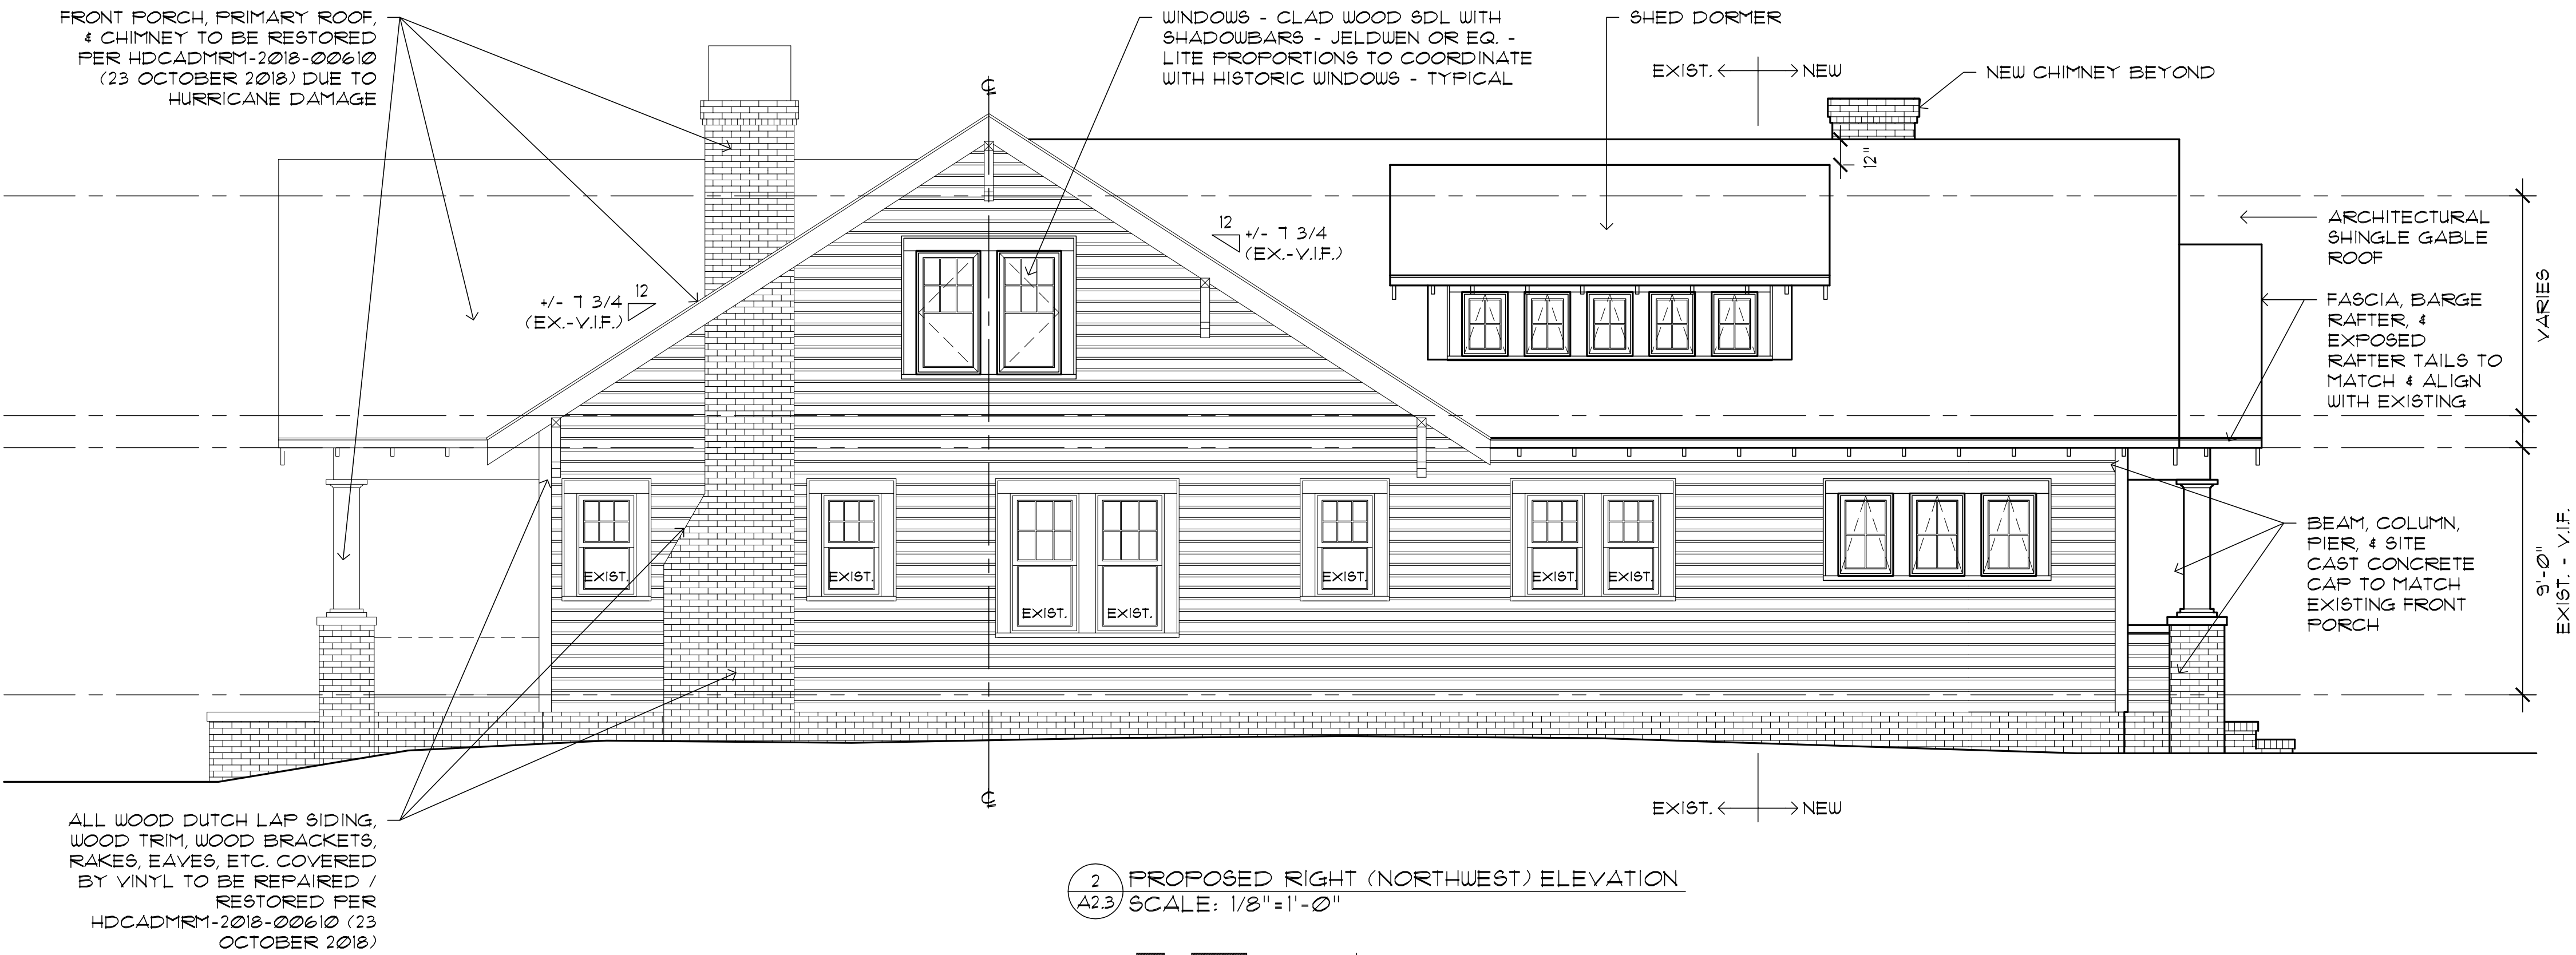 FRONT PORCH, PRIMARY ROOF,
& CHIMNEY TO BE RESTORED
PER HDCADMRM-2018-00610
(23 OCTOBER 2018) DUE TO
HURRICANE DAMAGE
WINDOWS - CLAD WOOD SDL WITH
SHADOWBARS - JELDWEN OR EQ. -
LITE PROPORTIONS TO COORDINATE
WITH HISTORIC WINDOWS - TYPICAL
SHED DORMER
EXIST. NEW
NEW CHIMNEY BEYOND
℄
12"
12
+/- 7 3/4
(EX.-V.I.F.)
12
+/- 7 3/4
(EX.-V.I.F.)
ARCHITECTURAL
SHINGLE GABLE
ROOF
VARIES
FASCIA, BARGE
RAFTER, &
EXPOSED
RAFTER TAILS TO
MATCH & ALIGN
WITH EXISTING
BEAM, COLUMN,
PIER, & SITE
CAST CONCRETE
CAP TO MATCH
EXISTING FRONT
PORCH
9'-0"
EXIST. - V.I.F.
EXIST.
EXIST.
EXIST.
EXIST.
EXIST.
EXIST.
EXIST.
℄
EXIST. NEW
ALL WOOD DUTCH LAP SIDING,
WOOD TRIM, WOOD BRACKETS,
RAKES, EAVES, ETC. COVERED
BY VINYL TO BE REPAIRED /
RESTORED PER
HDCADMRM-2018-00610 (23
OCTOBER 2018)
2
A2.3
PROPOSED RIGHT (NORTHWEST) ELEVATION
SCALE: 1/8"=1'-0"